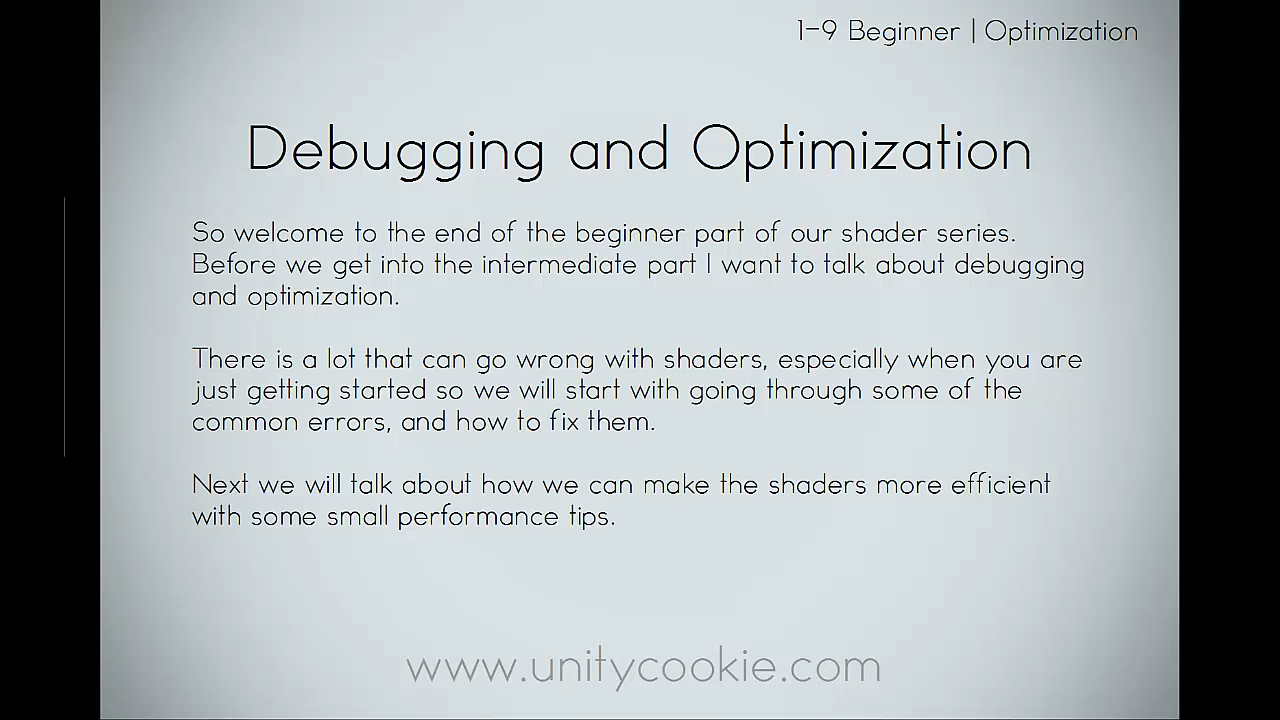 1-9 Beginner | Optimization
Debugging and Optimization
So welcome to the end of the beginner part of our shader series.
Before we get into the intermediate part I want to talk about debugging
and optimization.
There is a lot that can go wrong with shaders, especially when you are
just getting started so we will start with going through some of the
common errors, and how to fix them.
Next we will talk about how we can make the shaders more efficient
with some small performance tips.
www.unitycookie.com